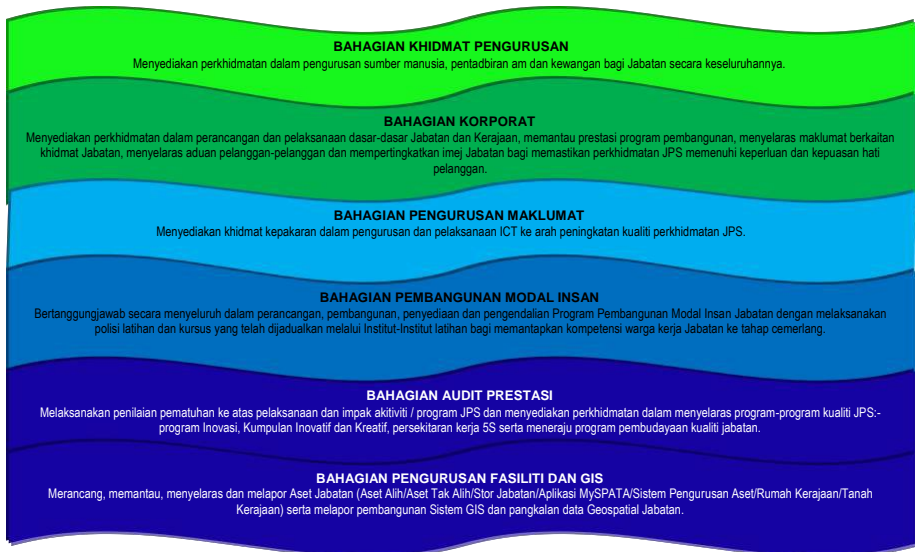 BAHAGIAN KHIDMAT PENGURUSAN
Menyediakan perkhidmatan dalam pengurusan sumber manusia, pentadbiran am dan kewangan bagi Jabatan secara keseluruhannya.
BAHAGIAN KORPORAT
Menyediakan perkhidmatan dalam perancangan dan pelaksanaan dasar-dasar Jabatan dan Kerajaan, memantau prestasi program pembangunan, menyelaras maklumat berkaitan
khidmat Jabatan, menyelaras aduan pelanggan-pelanggan dan mempertingkatkan imej Jabatan bagi memastikan perkhidmatan JPS memenuhi keperluan dan kepuasan hati
pelanggan.
BAHAGIAN PENGURUSAN MAKLUMAT
Menyediakan khidmat kepakaran dalam pengurusan dan pelaksanaan ICT ke arah peningkatan kualiti perkhidmatan JPS.
BAHAGIAN PEMBANGUNAN MODAL INSAN
Bertanggungjawab secara menyeluruh dalam perancangan, pembangunan, penyediaan dan pengendalian Program Pembangunan Modal Insan Jabatan dengan melaksanakan
polisi latihan dan kursus yang telah dijadualkan melalui Institut-Institut latihan bagi memantapkan kompetensi warga kerja Jabatan ke tahap cemerlang.
BAHAGIAN AUDIT PRESTASI
Melaksanakan penilaian pematuhan ke atas pelaksanaan dan impak akitiviti / program JPS dan menyediakan perkhidmatan dalam menyelaras program-program kualiti JPS:-
program Inovasi, Kumpulan Inovatif dan Kreatif, persekitaran kerja 5S serta meneraju program pembudayaan kualiti jabatan.
BAHAGIAN PENGURUSAN FASILITI DAN GIS
Merancang, memantau, menyelaras dan melapor Aset Jabatan (Aset Alih/Aset Tak Alih/Stor Jabatan/Aplikasi MySPATA/Sistem Pengurusan Aset/Rumah Kerajaan/Tanah
Kerajaan) serta melapor pembangunan Sistem GIS dan pangkalan data Geospatial Jabatan.